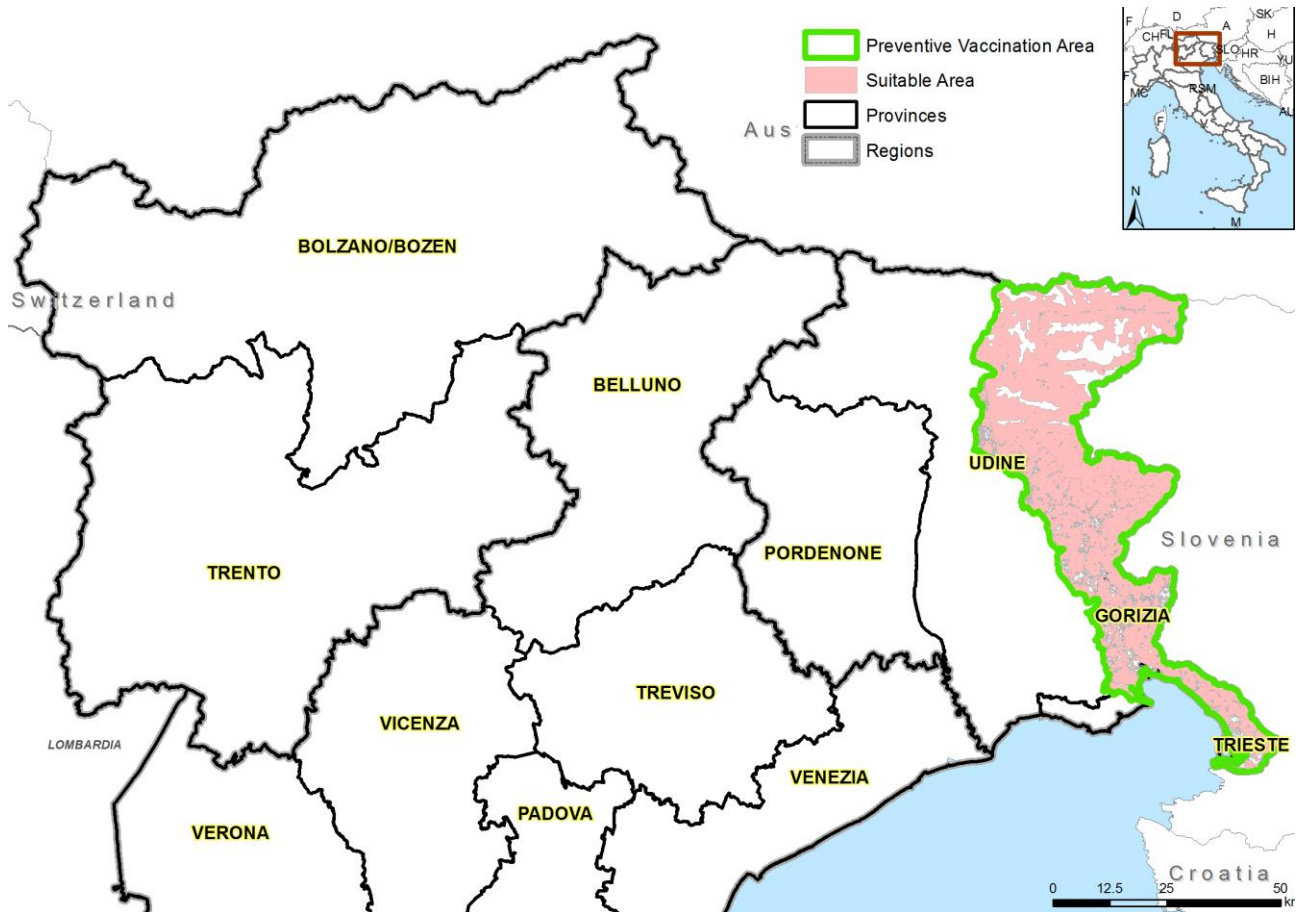 Preventive Vaccination Area
Suitable Area
Provinces
Regions
F
D
A
SK
CH
FL
H
SLO
HR
YU
F
BIH
MC
RSM
AL
F
V
N
M
Aus
BOLZANO/BOZEN
Switzerland
BELLUNO
UDINE
Slovenia
PORDENONE
TRENTO
GORIZIA
TREVISO
VICENZA
LOMBARDIA
TRIESTE
VENEZIA
PADOVA
VERONA
Croatia
0 12.5 25 50
km